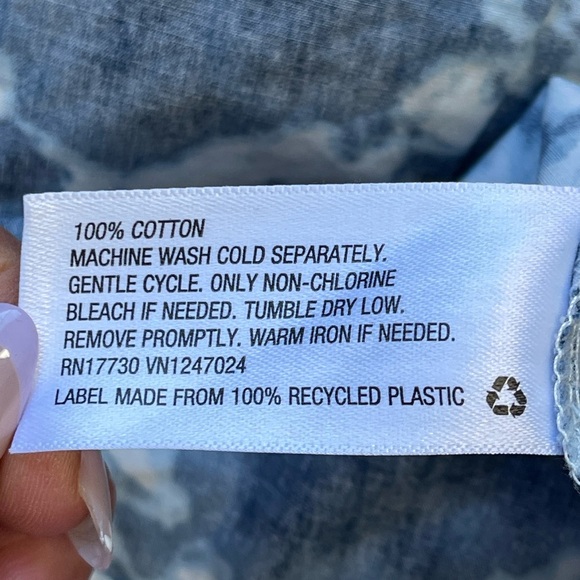 100% COTTON
MACHINE WASH COLD SEPARATELY.
GENTLE CYCLE. ONLY NON-CHLORINE
BLEACH IF NEEDED. TUMBLE DRY LOW.
REMOVE PROMPTLY. WARM IRON IF NEEDED.
RN17730 VN1247024
LABEL MADE FROM 100% RECYCLED PLASTIC